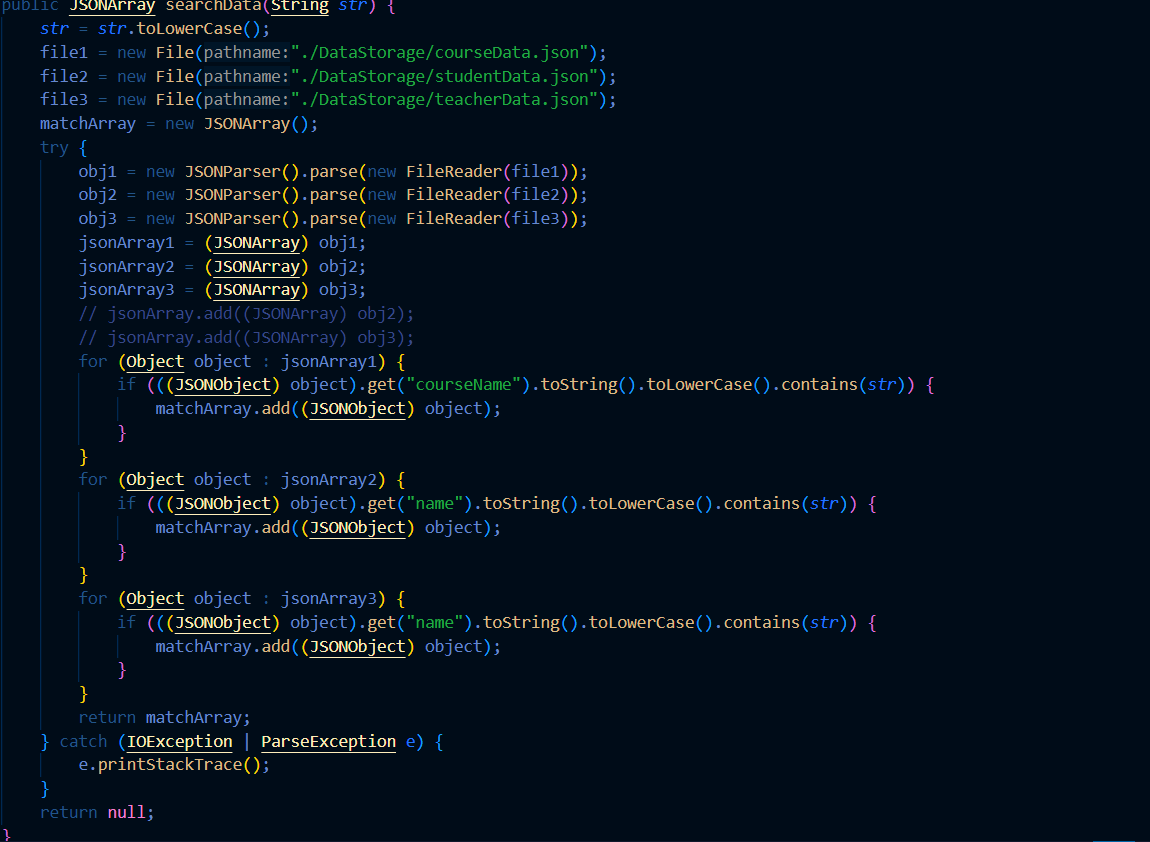 public JSONArray searchData(String str) {
    str = str.toLowerCase();
    file1 = new File(pathname:"./DataStorage/courseData.json");
    file2 = new File(pathname:"./DataStorage/studentData.json");
    file3 = new File(pathname:"./DataStorage/teacherData.json");
    matchArray = new JSONArray();
    try {
        obj1 = new JSONParser().parse(new FileReader(file1));
        obj2 = new JSONParser().parse(new FileReader(file2));
        obj3 = new JSONParser().parse(new FileReader(file3));
        jsonArray1 = (JSONArray) obj1;
        jsonArray2 = (JSONArray) obj2;
        jsonArray3 = (JSONArray) obj3;
        // jsonArray.add((JSONArray) obj2);
        // jsonArray.add((JSONArray) obj3);
        for (Object object : jsonArray1) {
            if (((JSONObject) object).get("courseName").toString().toLowerCase().contains(str)) {
                matchArray.add((JSONObject) object);
            }
        }
        for (Object object : jsonArray2) {
            if (((JSONObject) object).get("name").toString().toLowerCase().contains(str)) {
                matchArray.add((JSONObject) object);
            }
        }
        for (Object object : jsonArray3) {
            if (((JSONObject) object).get("name").toString().toLowerCase().contains(str)) {
                matchArray.add((JSONObject) object);
            }
        }
        return matchArray;
    } catch (IOException | ParseException e) {
        e.printStackTrace();
    }
    return null;
}